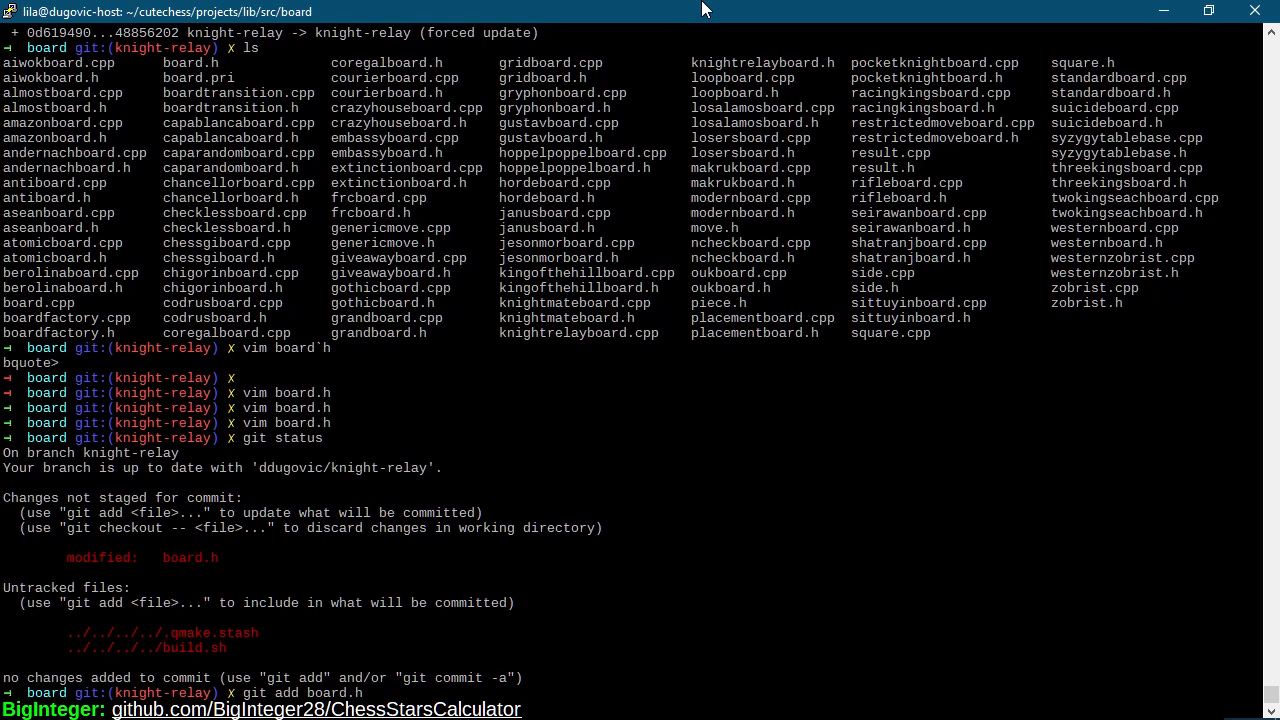 lila@dugovic-host: ~/cutechess/projects/lib/src/board
+ 0d619490...48856202 knight-relay -> knight-relay (forced update)
→ board git:(knight-relay) ✗ ls
aiwokboard.cpp board.h coregalboard.h gridboard.cpp knightrelayboard.h pocketknightboard.cpp square.h
aiwokboard.h board.pri courierboard.cpp gridboard.h loopboard.cpp pocketknightboard.h standardboard.cpp
almostboard.cpp boardtransition.cpp courierboard.h gryphonboard.cpp loopboard.h racingkingsboard.cpp standardboard.h
almostboard.h boardtransition.h crazyhouseboard.cpp gryphonboard.h losalamosboard.cpp racingkingsboard.h suicideboard.cpp
amazonboard.cpp capablancaboard.cpp crazyhouseboard.h gustavboard.cpp losalamosboard.h restrictedmoveboard.cpp suicideboard.h
amazonboard.h capablancaboard.h embassyboard.cpp gustavboard.h losersboard.cpp restrictedmoveboard.h syzygytablebase.cpp
andernachboard.cpp caparandomboard.cpp embassyboard.h hoppelpoppelboard.cpp losersboard.h result.cpp syzygytablebase.h
andernachboard.h caparandomboard.h extinctionboard.cpp hoppelpoppelboard.h makrukboard.cpp result.h threekingsboard.cpp
antiboard.cpp chancellorboard.cpp extinctionboard.h hordeboard.cpp makrukboard.h rifleboard.cpp threekingsboard.h
antiboard.h chancellorboard.h frcboard.cpp hordeboard.h modernboard.cpp rifleboard.h twokingseachboard.cpp
aseanboard.cpp checklessboard.cpp frcboard.h janusboard.cpp modernboard.h seirawanboard.cpp twokingseachboard.h
aseanboard.h checklessboard.h genericmove.cpp janusboard.h move.h seirawanboard.h westernboard.cpp
atomicboard.cpp chessgiboard.cpp genericmove.h jesonmorboard.cpp ncheckboard.cpp shatranjboard.cpp westernboard.h
atomicboard.h chessgiboard.h giveawayboard.cpp jesonmorboard.h ncheckboard.h shatranjboard.h westernzobrist.cpp
berolinaboard.cpp chigorinboard.cpp giveawayboard.h kingofthehillboard.cpp oukboard.cpp side.cpp westernzobrist.h
berolinaboard.h chigorinboard.h gothicboard.cpp kingofthehillboard.h oukboard.h side.h zobrist.cpp
board.cpp codrusboard.cpp gothicboard.h knightmateboard.cpp piece.h sittuyinboard.cpp zobrist.h
boardfactory.cpp codrusboard.h grandboard.cpp knightmateboard.h placementboard.cpp sittuyinboard.h
boardfactory.h coregalboard.cpp grandboard.h knightrelayboard.cpp placementboard.h square.cpp
→ board git:(knight-relay) ✗ vim board`h
bquote>
→ board git:(knight-relay) ✗
→ board git:(knight-relay) ✗ vim board.h
→ board git:(knight-relay) ✗ vim board.h
→ board git:(knight-relay) ✗ vim board.h
→ board git:(knight-relay) ✗ git status
On branch knight-relay
Your branch is up to date with 'ddugovic/knight-relay'.
Changes not staged for commit:
(use "git add <file>..." to update what will be committed)
(use "git checkout -- <file>..." to discard changes in working directory)
modified: board.h
Untracked files:
(use "git add <file>..." to include in what will be committed)
../../../../.qmake.stash
../../../../build.sh
no changes added to commit (use "git add" and/or "git commit -a")
→ board git:(knight-relay) ✗ git add board.h
BigInteger: github.com/BigInteger28/ChessStarsCalculator